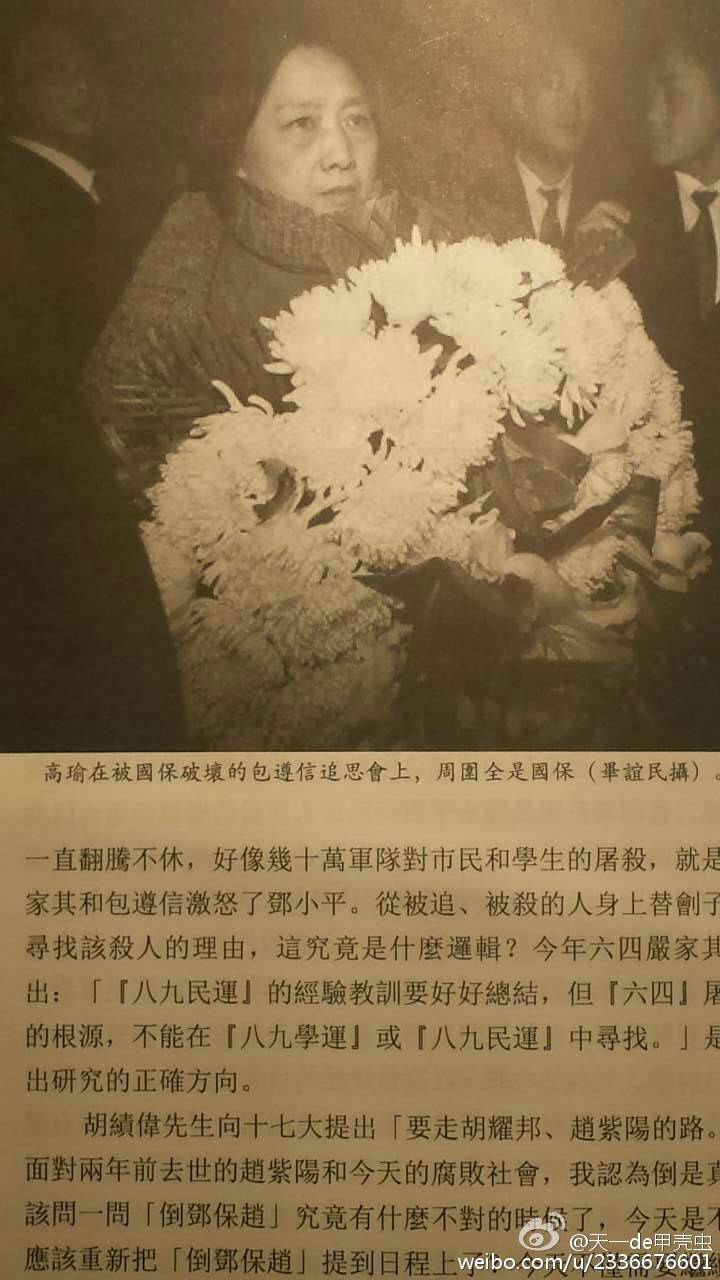 高瑜在被國保破壞的包遵信追思會上，周圍全是國保（畢誼民攝）。
一直翻騰不休，好像幾十萬軍隊對市民和學生的屠殺，就是
家其和包遵信激怒了鄧小平。從被追、被殺的人身上替劊子
尋找該殺人的理由，這究竟是什麼邏輯？今年六四嚴家其
出：「『八九民運』的經驗教訓要好好總結，但『六四』屠
的根源，不能在『八九學運』或『八九民運』中尋找。」是
出研究的正確方向。
胡績偉先生向十七大提出「要走胡耀邦、趙紫陽的路。
面對兩年前去世的趙紫陽和今天的腐敗社會，我認為倒是真
該問一問「倒鄧保趙」究竟有什麼不對的時候了，今天是不
應該重新把「倒鄧保趙」提到日程上了？今天不僅需要
@天一de甲壳虫
weibo.com/u/2336676601